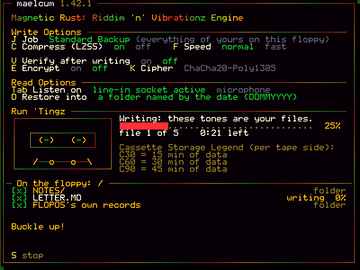 maelcum 1.42.1
Magnetic Rust: Riddim 'n' Vibrationz Engine
Write Options
J Job Standard Backup (everything of yours on this floppy)
C Compress (LZSS) on off F Speed normal fast
U Verify after writing on off
E Encrypt on off K Cipher ChaCha20-Poly1305
Read Options
Tab Listen on line-in socket active microphone
D Restore into a folder named by the date (DDMMYYYY)
Run 'Tingz
Writing: these tones are your files.
25%
file 1 of 5 0:21 left
Cassette Storage Legend (per tape side):
C30 = 15 min of data
C60 = 30 min of data
C90 = 45 min of data
On the floppy: /
[x] NOTES/ folder
[x] LETTER.MD writing 0%
[x] FLOPOS's own records folder
Buckle up!
S stop